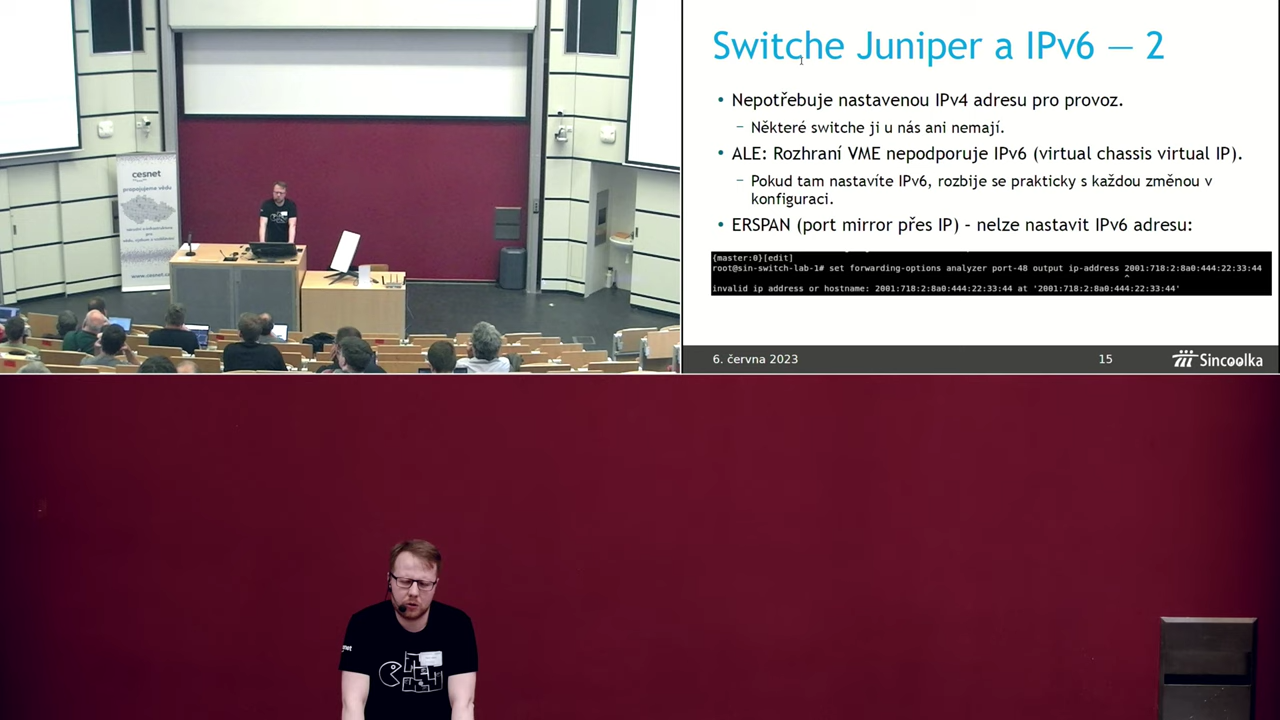 cesnet
propojujeme vědu
www.cesnet.c
Switche Juniper a IPv6 — 2
• Nepotřebuje nastavenou IPv4 adresu pro provoz.
– Některé switche ji u nás ani nemají.
• ALE: Rozhraní VME nepodporuje IPv6 (virtual chassis virtual IP).
– Pokud tam nastavíte IPv6, rozbije se prakticky s každou změnou v
konfiguraci.
• ERSPAN (port mirror přes IP) – nelze nastavit IPv6 adresu:
{master:0}[edit]
root@sin-switch-lab-1# set forwarding-options analyzer port-48 output ip-address 2001:718:2:8a0:444:22:33:44
^
invalid ip address or hostname: 2001:718:2:8a0:444:22:33:44 at '2001:718:2:8a0:444:22:33:44'
6. června 2023
15
Sincoolka
net